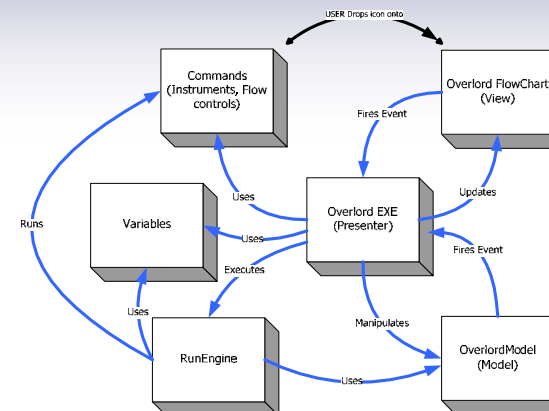 USER Drops icon onto
Commands
(Instruments, Flow
controls)
Overlord FlowChart
(View)
Fires Event
Uses
Updates
Overlord EXE
(Presenter)
Variables
Runs
Uses
Fires Event
Executes
Uses
Manipulates
RunEngine
OverlordModel
(Model)
Uses